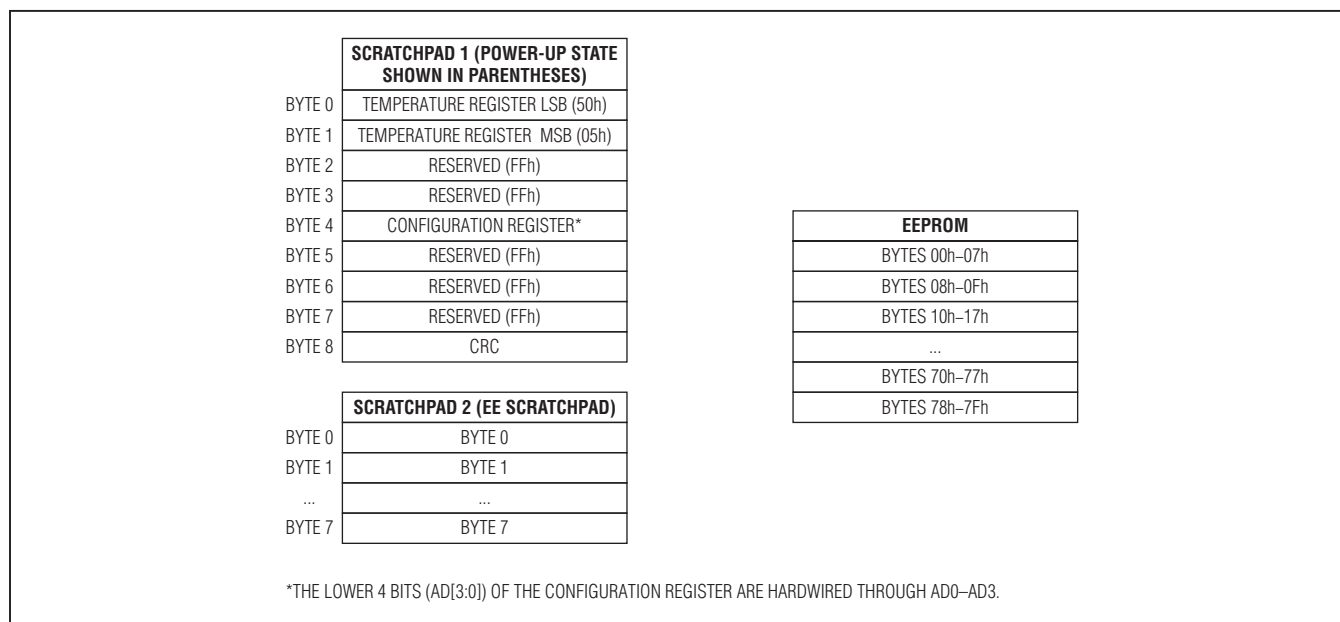 SCRATCHPAD 1 (POWER-UP STATE
SHOWN IN PARENTHESES)
BYTE 0 TEMPERATURE REGISTER LSB (50h)
BYTE 1 TEMPERATURE REGISTER MSB (05h)
BYTE 2 RESERVED (FFh)
BYTE 3 RESERVED (FFh)
BYTE 4 CONFIGURATION REGISTER*
BYTE 5 RESERVED (FFh)
BYTE 6 RESERVED (FFh)
BYTE 7 RESERVED (FFh)
BYTE 8 CRC
SCRATCHPAD 2 (EE SCRATCHPAD)
BYTE 0 BYTE 0
BYTE 1 BYTE 1
... ...
BYTE 7 BYTE 7
EEPROM
BYTES 00h–07h
BYTES 08h–0Fh
BYTES 10h–17h
...
BYTES 70h–77h
BYTES 78h–7Fh
*THE LOWER 4 BITS (AD[3:0]) OF THE CONFIGURATION REGISTER ARE HARDWIRED THROUGH AD0–AD3.